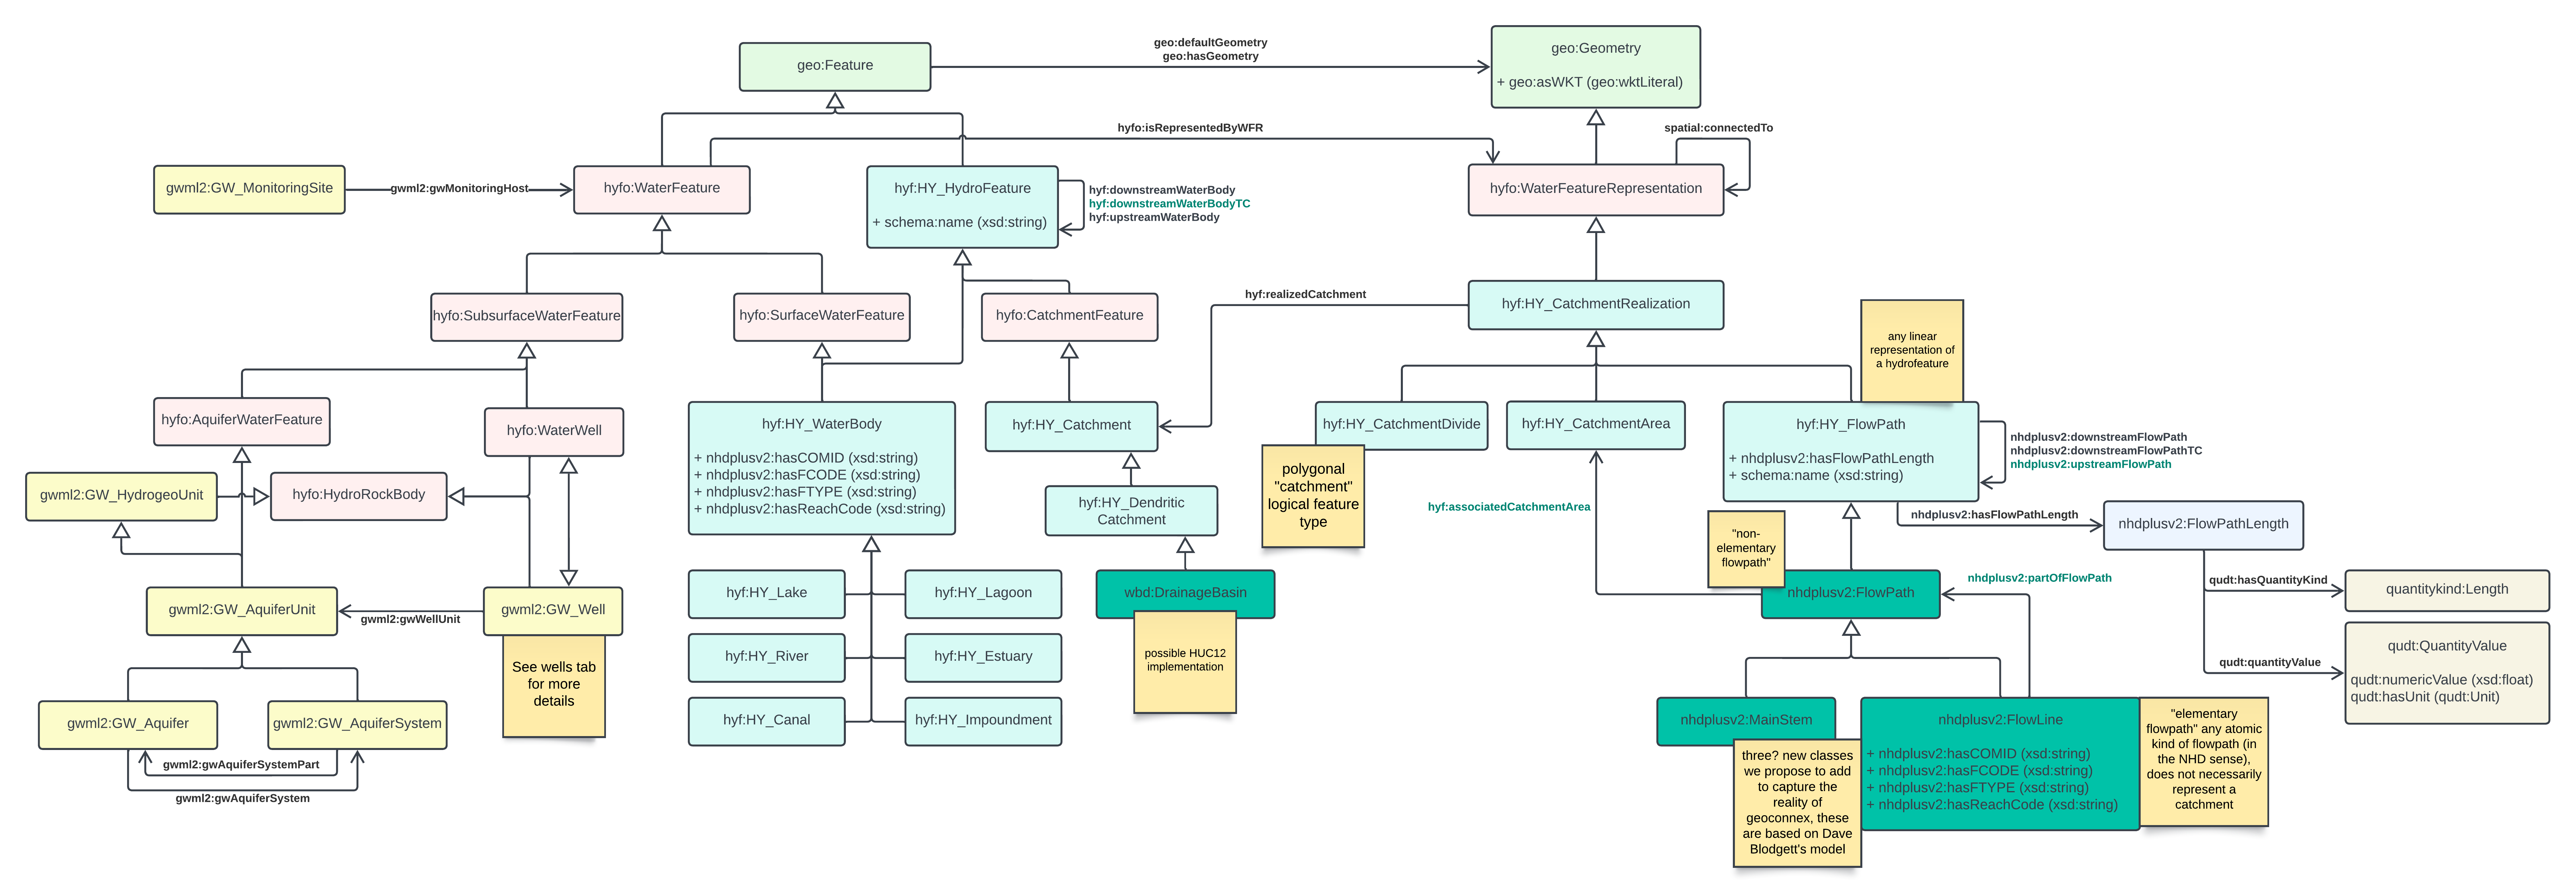 geo:defaultGeometry
geo:hasGeometry
geo:Feature
geo:Geometry
+ geo:asWKT (geo:wktLiteral)
hyfo:isRepresentedByWFR
spatial:connectedTo
gwml2:GW_MonitoringSite
gwml2:gwMonitoringHost
hyfo:WaterFeature
hyf:HY_HydroFeature
+ schema:name (xsd:string)
hyf:downstreamWaterBody
hyf:downstreamWaterBodyTC
hyf:upstreamWaterBody
hyfo:WaterFeatureRepresentation
hyfo:SubsurfaceWaterFeature
hyfo:SurfaceWaterFeature
hyfo:CatchmentFeature
hyf:realizedCatchment
hyf:HY_CatchmentRealization
any linear
representation of
a hydrofeature
hyfo:AquiferWaterFeature
hyfo:WaterWell
hyf:HY_WaterBody
+ nhdplusv2:hasCOMID (xsd:string)
+ nhdplusv2:hasFCODE (xsd:string)
+ nhdplusv2:hasFTYPE (xsd:string)
+ nhdplusv2:hasReachCode (xsd:string)
hyf:HY_Catchment
hyf:HY_CatchmentDivide
polygonal
"catchment"
logical feature
type
hyf:HY_CatchmentArea
hyf:HY_FlowPath
+ nhdplusv2:hasFlowPathLength
+ schema:name (xsd:string)
nhdplusv2:downstreamFlowPath
nhdplusv2:downstreamFlowPathTC
nhdplusv2:upstreamFlowPath
gwml2:GW_HydrogeoUnit
hyfo:HydroRockBody
hyf:HY_Dendritic
Catchment
hyf:associatedCatchmentArea
"non-
elementary
flowpath"
nhdplusv2:hasFlowPathLength
nhdplusv2:FlowPathLength
gwml2:GW_AquiferUnit
gwml2:gwWellUnit
gwml2:GW_Well
See wells tab
for more
details
hyf:HY_Lake
hyf:HY_Lagoon
wbd:DrainageBasin
possible HUC12
implementation
nhdplusv2:FlowPath
nhdplusv2:partOfFlowPath
qudt:hasQuantityKind
quantitykind:Length
hyf:HY_River
hyf:HY_Estuary
qudt:quantityValue
qudt:QuantityValue
qudt:numericValue (xsd:float)
qudt:hasUnit (qudt:Unit)
gwml2:GW_Aquifer
gwml2:GW_AquiferSystem
gwml2:gwAquiferSystemPart
gwml2:gwAquiferSystem
hyf:HY_Canal
hyf:HY_Impoundment
nhdplusv2:MainStem
three? new classes
we propose to add
to capture the
reality of
geoconnex, these
are based on Dave
Blodgett's model
nhdplusv2:FlowLine
+ nhdplusv2:hasCOMID (xsd:string)
+ nhdplusv2:hasFCODE (xsd:string)
+ nhdplusv2:hasFTYPE (xsd:string)
+ nhdplusv2:hasReachCode (xsd:string)
"elementary
flowpath" any atomic
kind of flowpath (in
the NHD sense),
does not necessarily
represent a
catchment